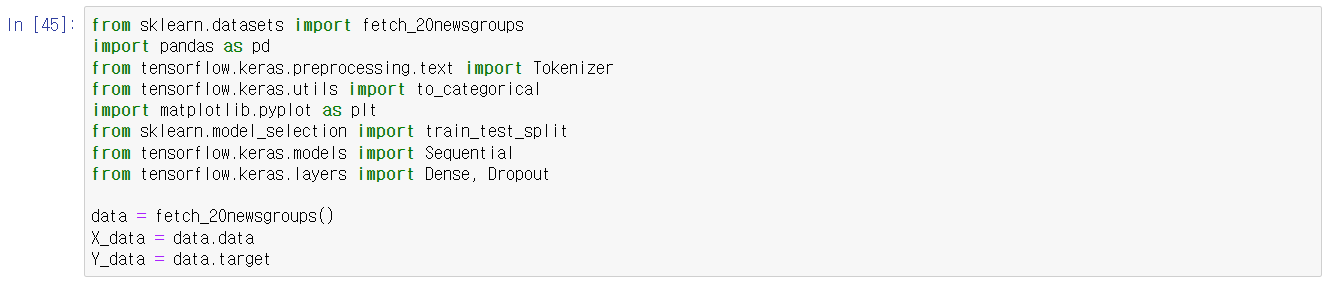 In [45]:
from sklearn.datasets import fetch_20newsgroups
import pandas as pd
from tensorflow.keras.preprocessing.text import Tokenizer
from tensorflow.keras.utils import to_categorical
import matplotlib.pyplot as plt
from sklearn.model_selection import train_test_split
from tensorflow.keras.models import Sequential
from tensorflow.keras.layers import Dense, Dropout

data = fetch_20newsgroups()
X_data = data.data
Y_data = data.target